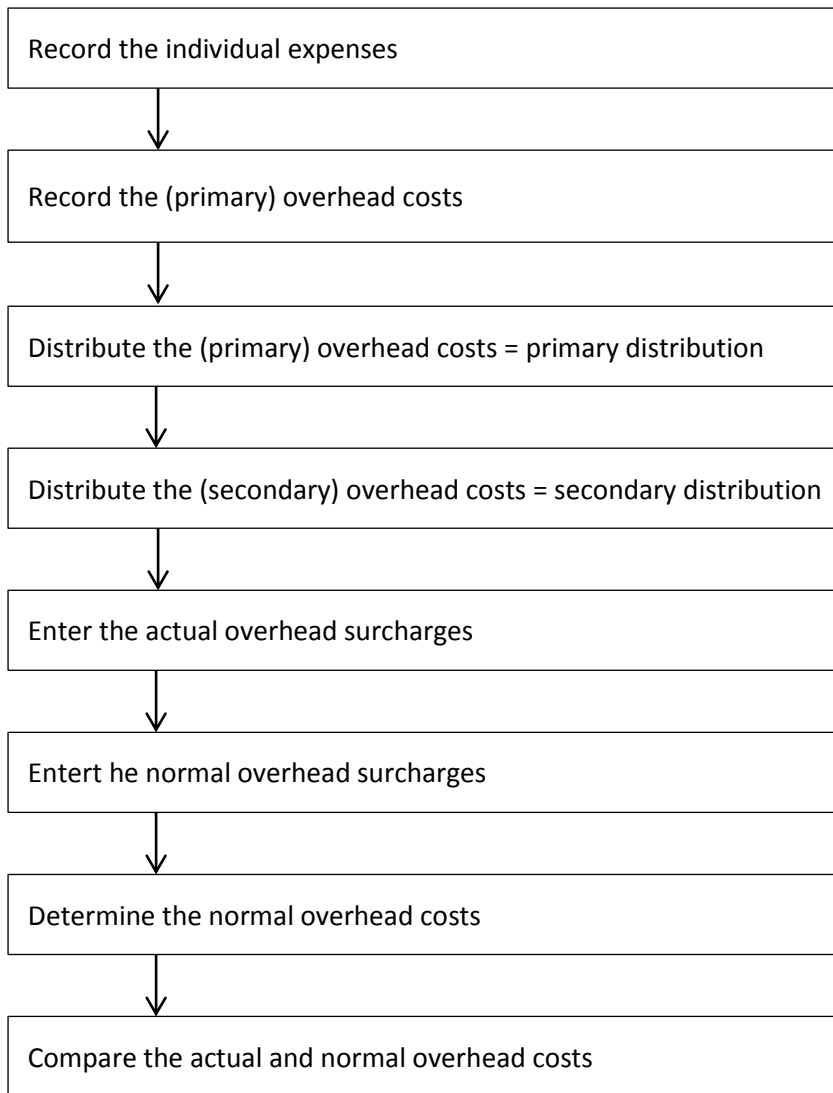 Record the individual expenses
Record the (primary) overhead costs
Distribute the (primary) overhead costs = primary distribution
Distribute the (secondary) overhead costs = secondary distribution
Enter the actual overhead surcharges
Entert he normal overhead surcharges
Determine the normal overhead costs
Compare the actual and normal overhead costs